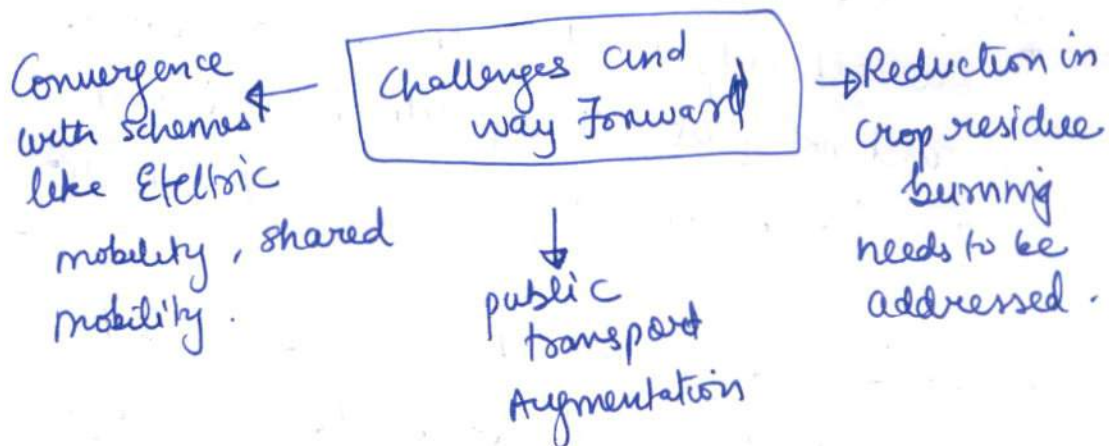 Challenges and
way Forward
Convergence
with schemes
like Eteltric
mobility, shared
mobility.
public
transport
Augmentation
Reduction in
crop residue
burning
needs to be
addressed.